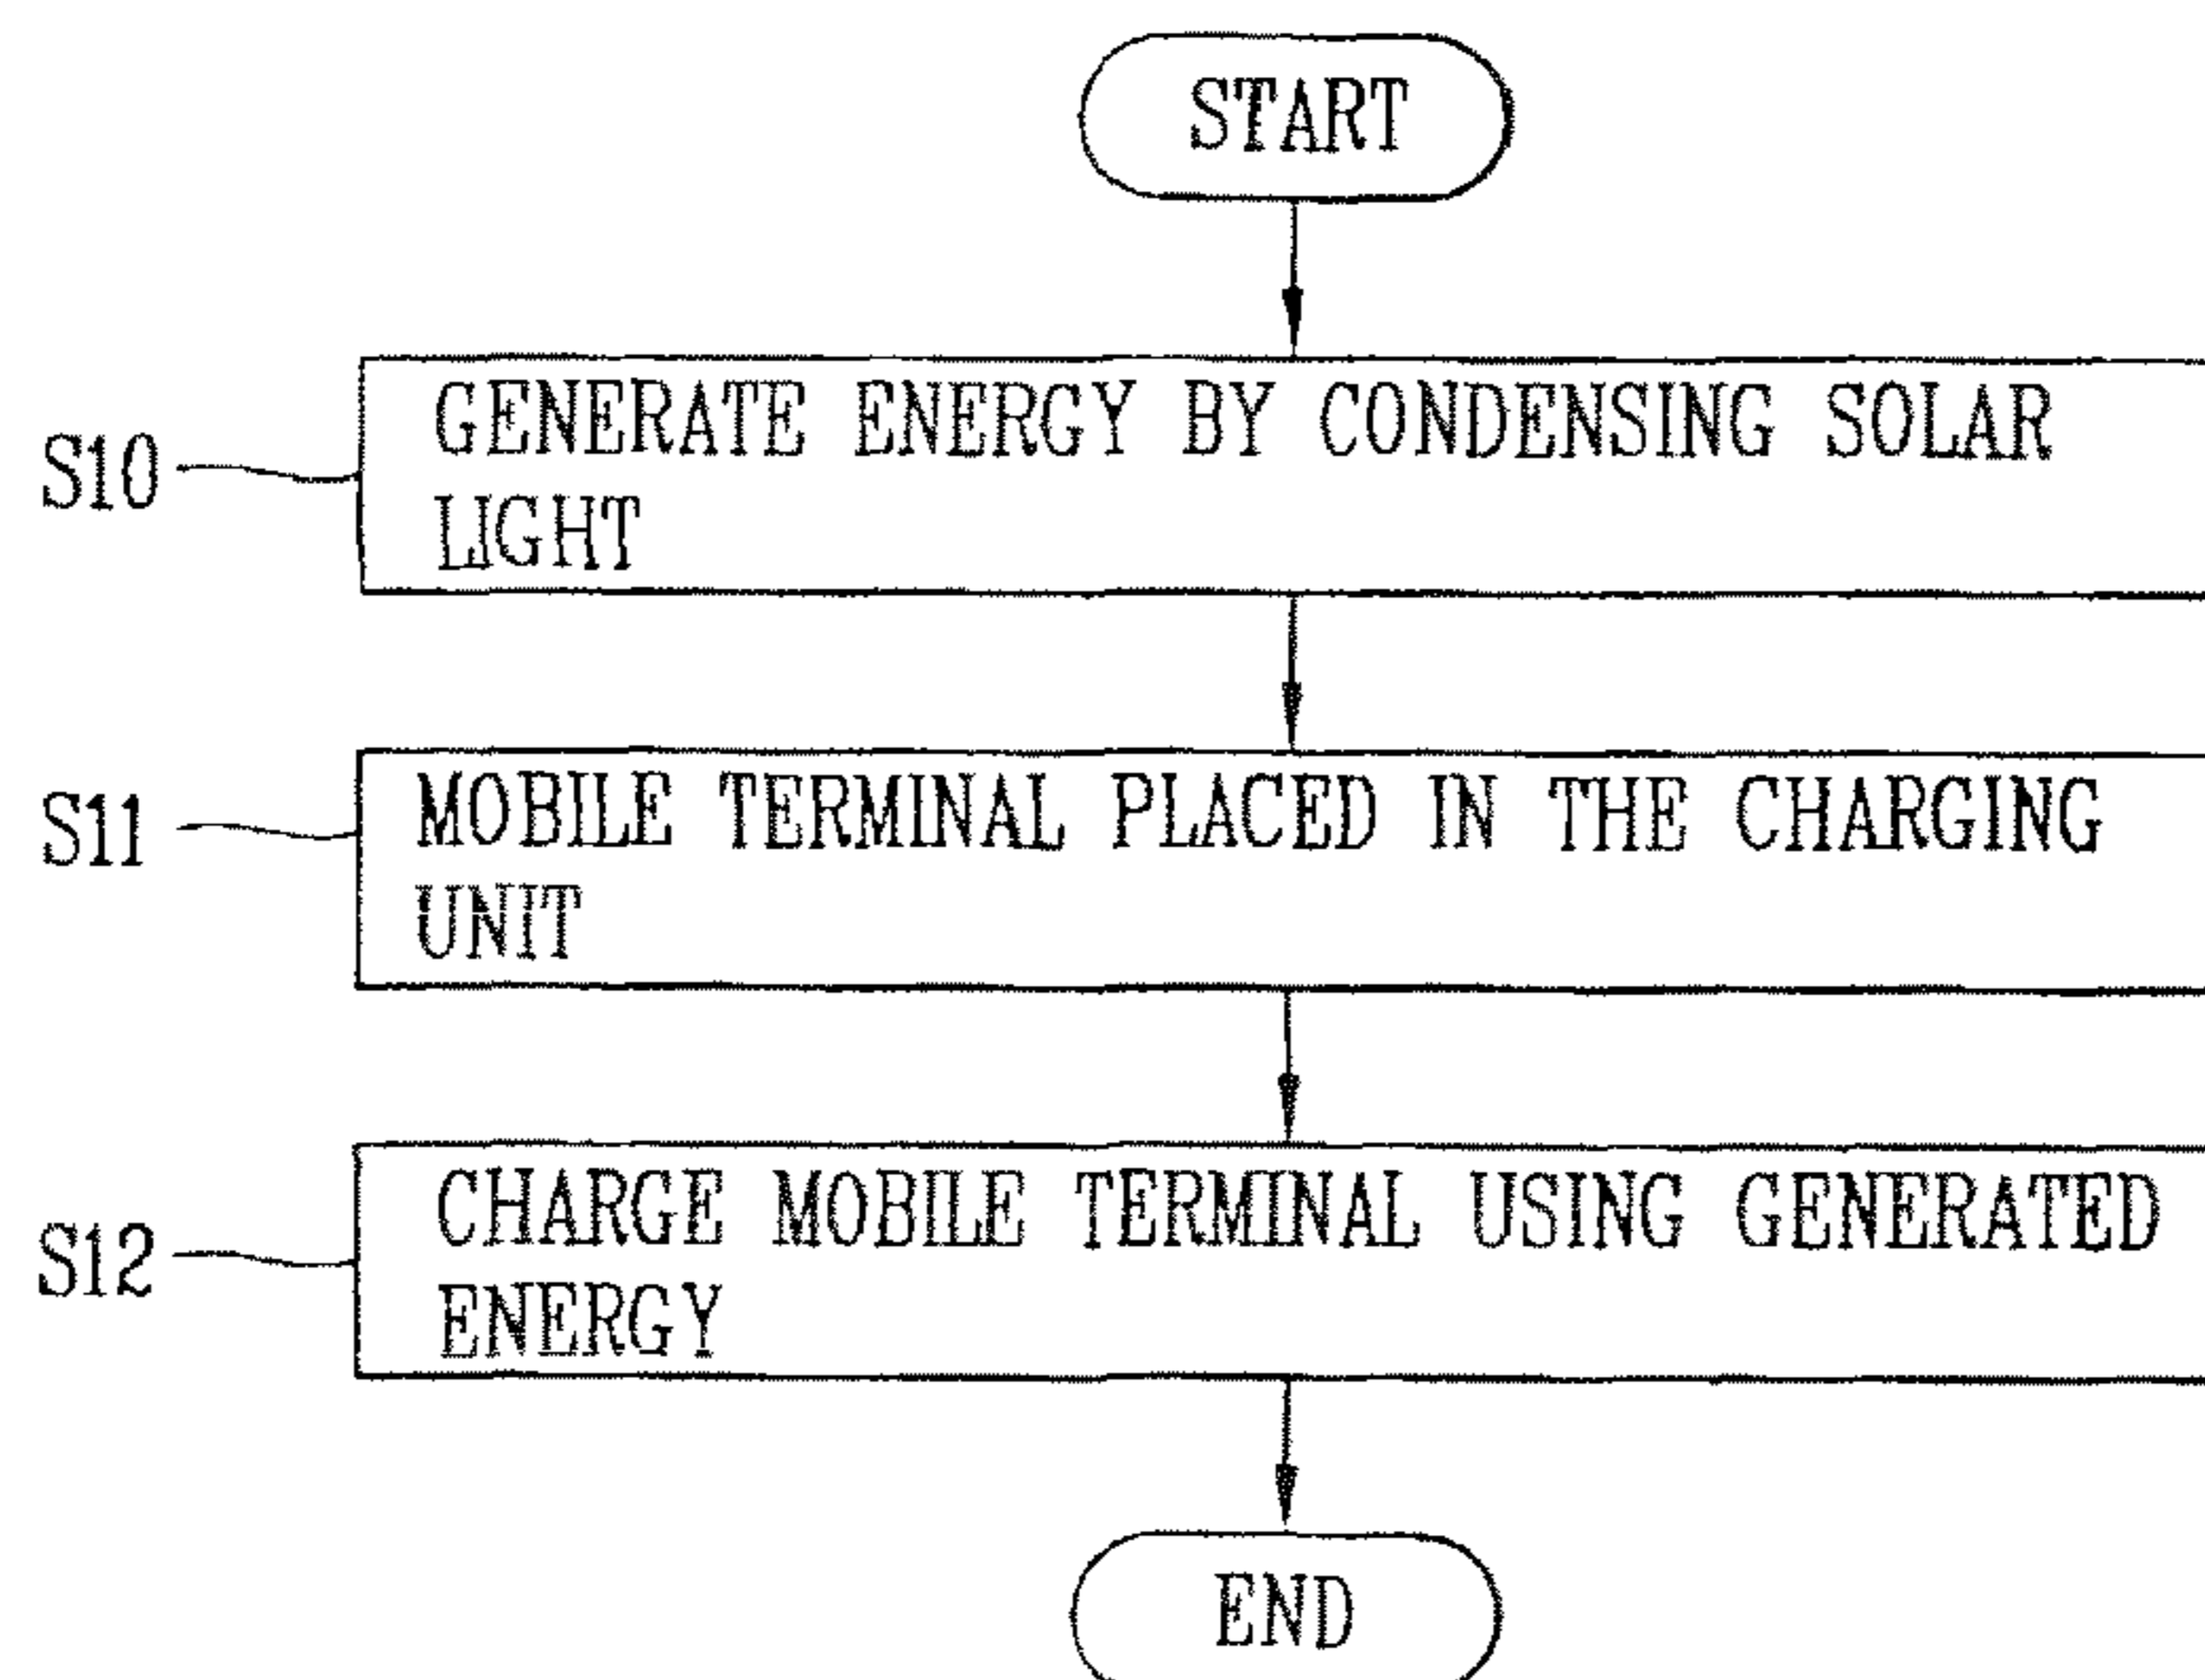 START
S10
GENERATE ENERGY BY CONDENSING SOLAR
LIGHT
S11
MOBILE TERMINAL PLACED IN THE CHARGING
UNIT
S12
CHARGE MOBILE TERMINAL USING GENERATED
ENERGY
END